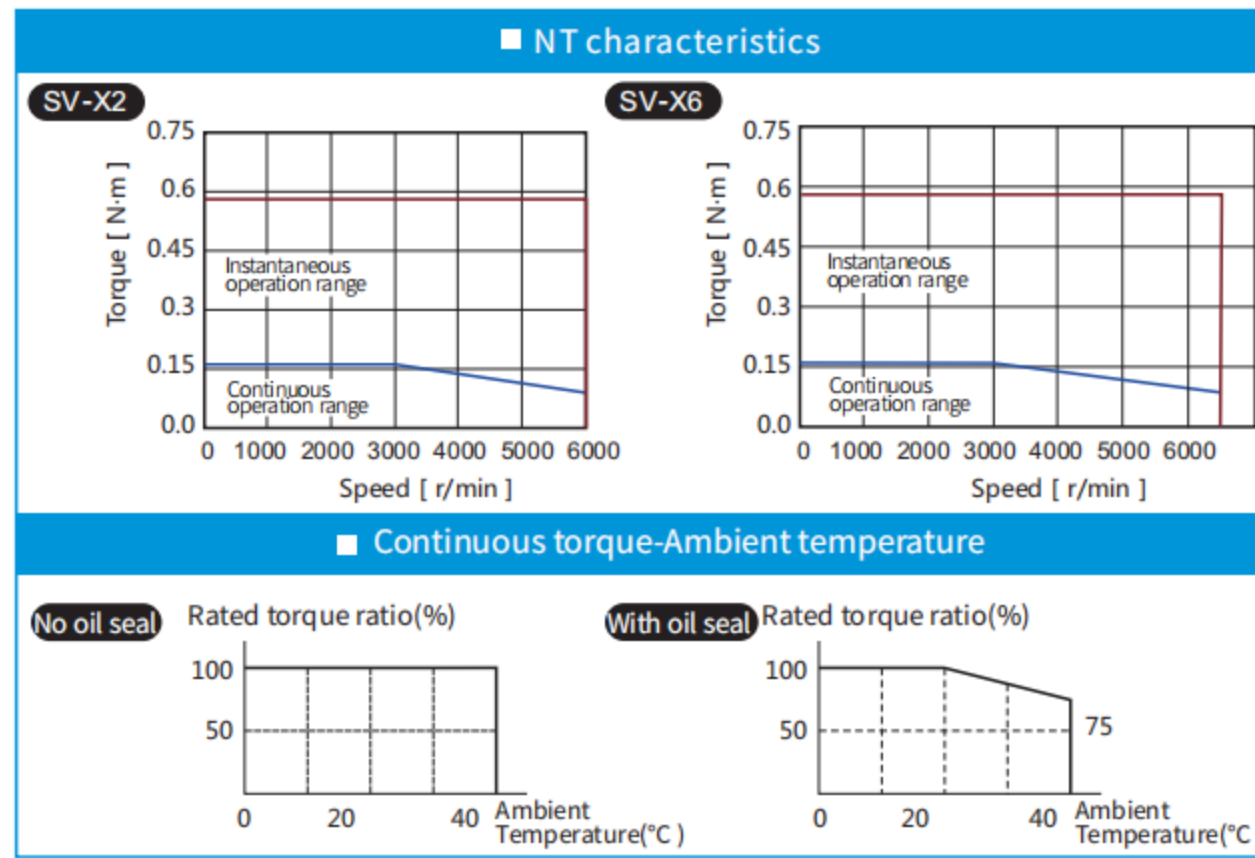 ■ NT characteristics
SV-X2
SV-X6
Torque [ N·m ]
0.75
0.6
0.45
0.3
0.15
0.0
Instantaneous
operation range
Continuous
operation range
0 1000 2000 3000 4000 5000 6000
Speed [ r/min ]
Torque [ N·m ]
0.75
0.6
0.45
0.3
0.15
0.0
Instantaneous
operation range
Continuous
operation range
0 1000 2000 3000 4000 5000 6000
Speed [ r/min ]
■ Continuous torque-Ambient temperature
No oil seal
Rated torque ratio(%)
100
50
0 20 40
Ambient
Temperature(°C )
With oil seal
Rated torque ratio(%)
100
50
75
0 20 40
Ambient
Temperature(°C